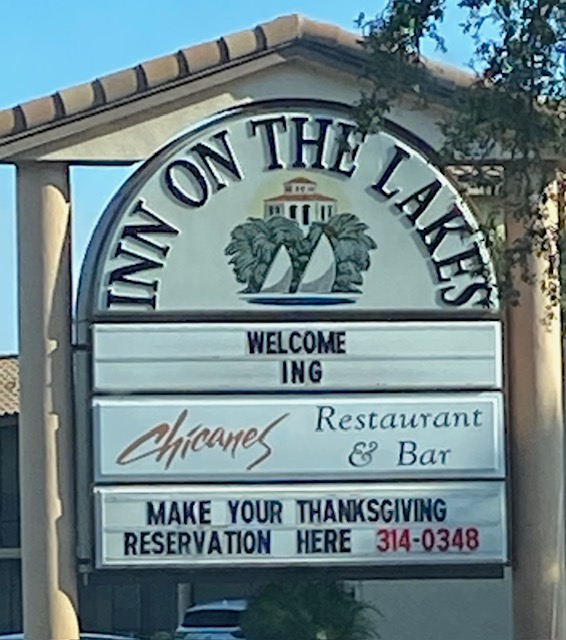 INN ON THE LAKES
WELCOME
ING
Chicanes Restaurant
& Bar
MAKE YOUR THANKSGIVING
RESERVATION HERE 314-0348